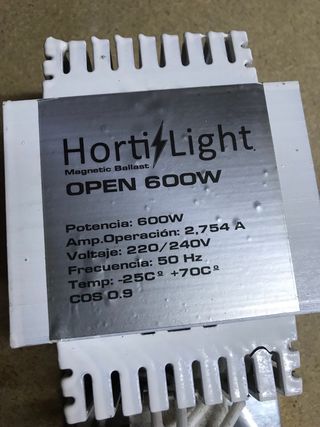 Horti Light
Magnetic Ballast
OPEN 600W
Potencia: 600W
Amp.Operación: 2,754 A
Voltaje: 220/240V
Frecuencia: 50 Hz
Temp: -25Cº +70Cº
COS 0.9